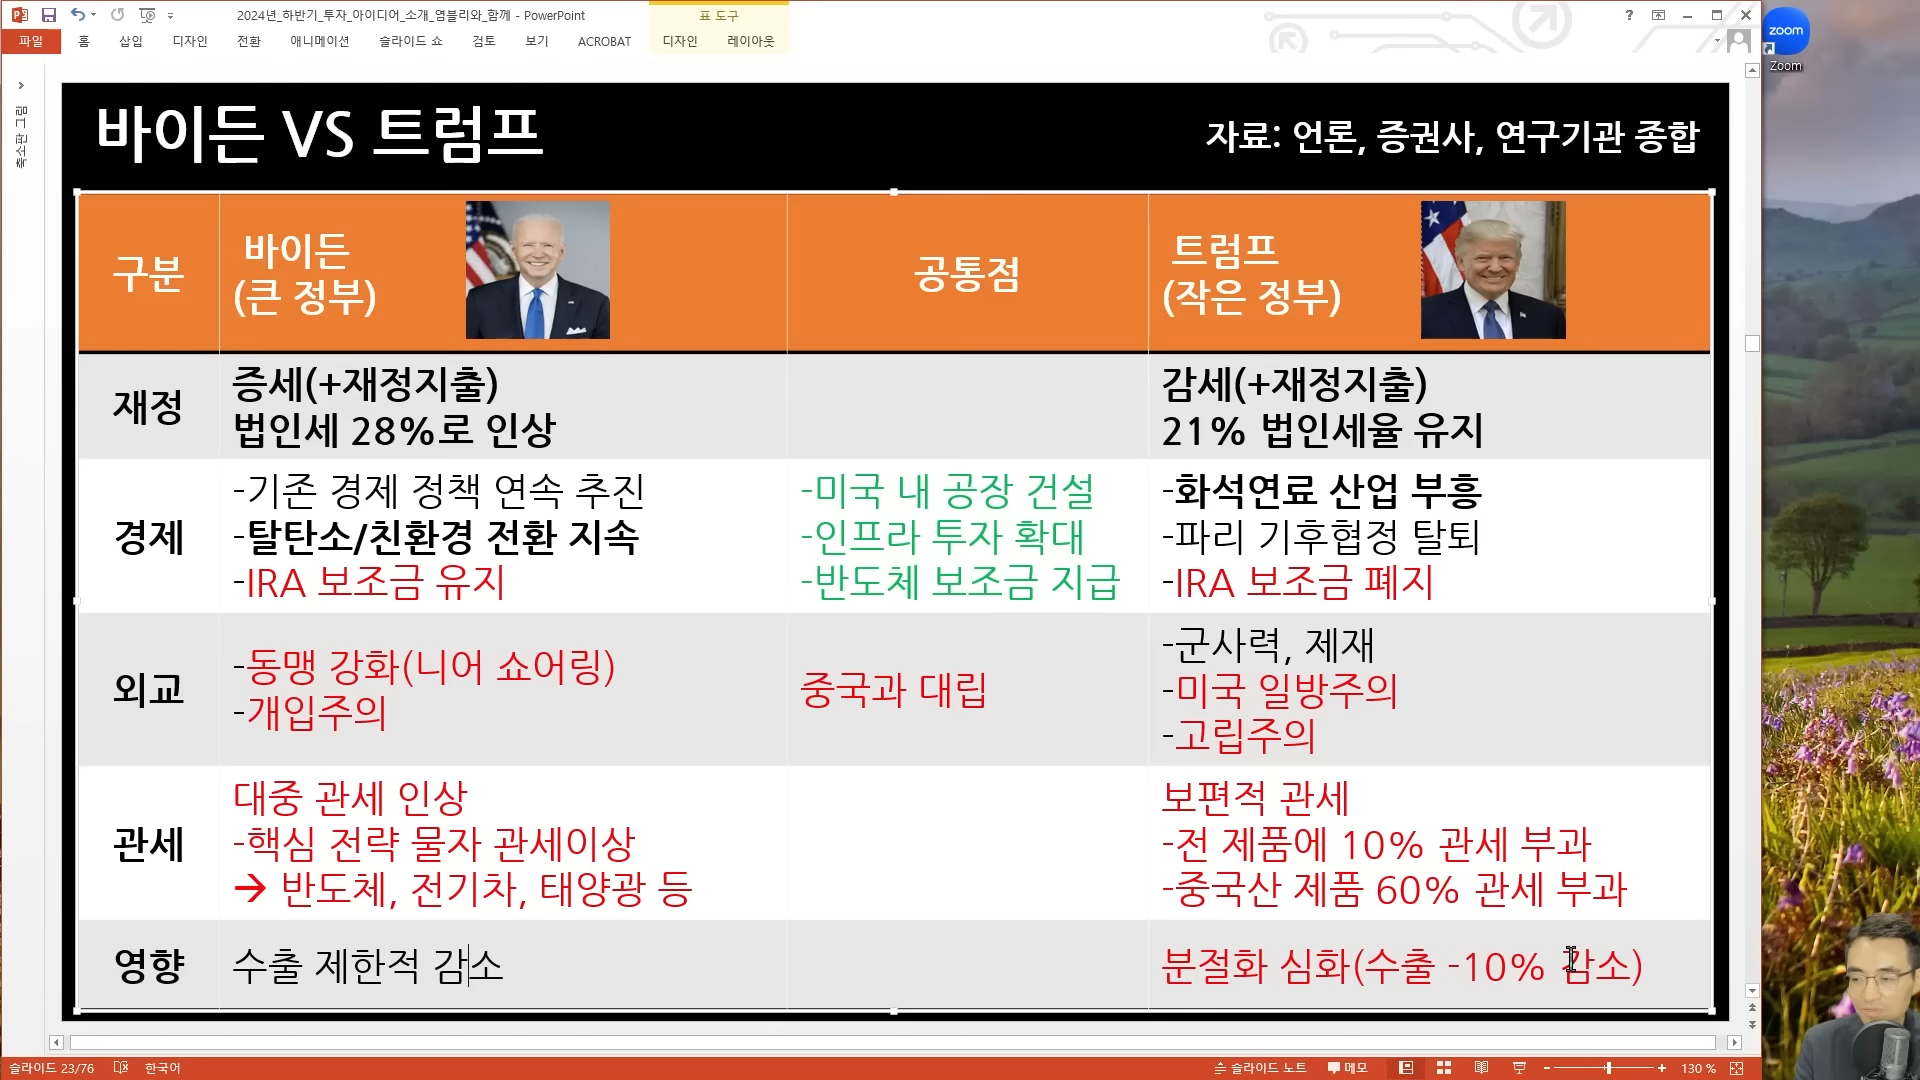 2024년_하반기_투자_아이디어_소개_염블리와_함께 - PowerPoint
표 도구
파일
홈
삽입
디자인
전환
애니메이션
슬라이드 쇼
검토
보기
ACROBAT
디자인
레이아웃
zoom
Zoom
축소판 그림
바이든 VS 트럼프
자료: 언론, 증권사, 연구기관 종합
구분
바이든
(큰 정부)
공통점
트럼프
(작은 정부)
재정
증세(+재정지출)
법인세 28%로 인상
감세(+재정지출)
21% 법인세율 유지
경제
-기존 경제 정책 연속 추진
-탈탄소/친환경 전환 지속
-IRA 보조금 유지
-미국 내 공장 건설
-인프라 투자 확대
-반도체 보조금 지급
-화석연료 산업 부흥
-파리 기후협정 탈퇴
-IRA 보조금 폐지
외교
-동맹 강화(니어 쇼어링)
-개입주의
중국과 대립
-군사력, 제재
-미국 일방주의
-고립주의
관세
대중 관세 인상
-핵심 전략 물자 관세이상
→ 반도체, 전기차, 태양광 등
보편적 관세
-전 제품에 10% 관세 부과
-중국산 제품 60% 관세 부과
영향
수출 제한적 감소
분절화 심화(수출 -10% 감소)
슬라이드 23/76
한국어
슬라이드 노트
메모
130 %